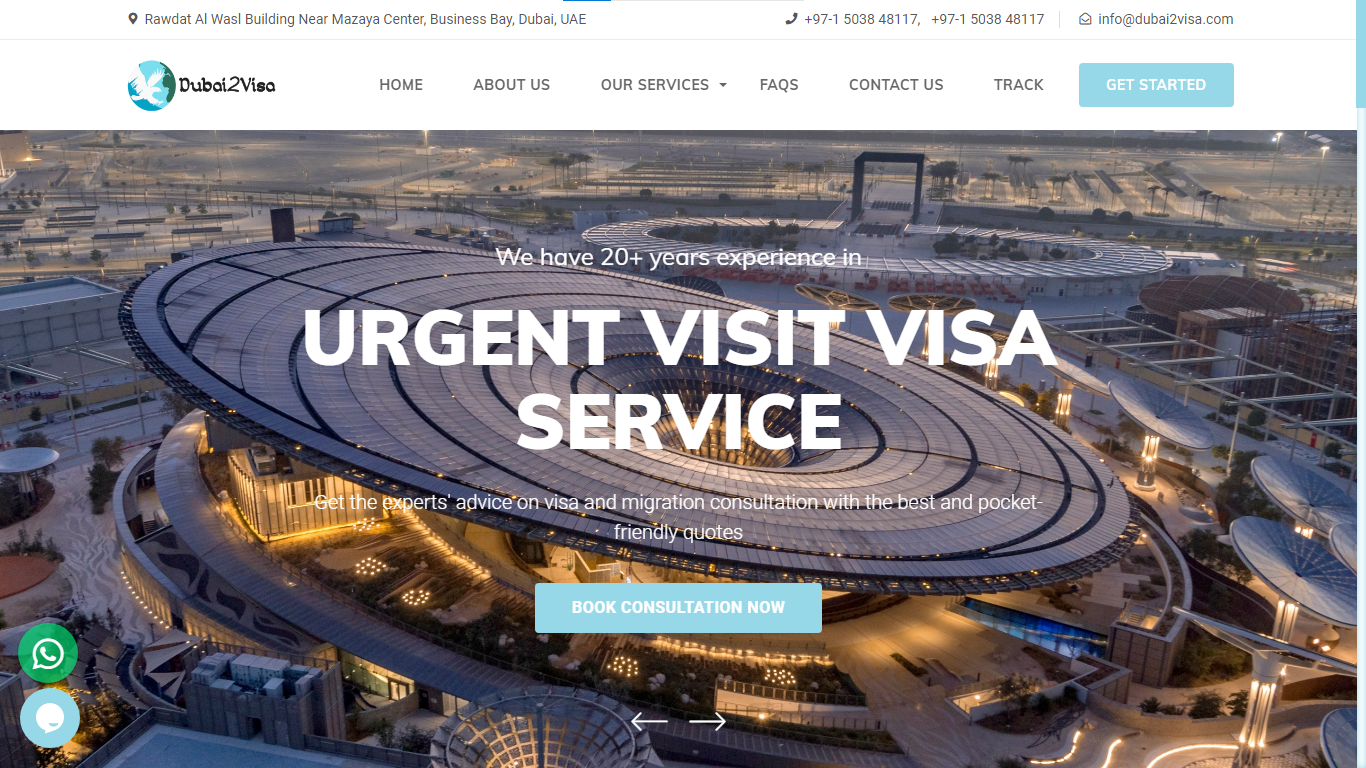 Rawdat Al Wasl Building Near Mazaya Center, Business Bay, Dubai, UAE
+97-1 5038 48117, +97-1 5038 48117
info@dubai2visa.com
Dubai2Visa
HOME
ABOUT US
OUR SERVICES
FAQS
CONTACT US
TRACK
GET STARTED
We have 20+ years experience in
URGENT VISIT VISA
SERVICE
Get the experts' advice on visa and migration consultation with the best and pocket-
friendly quotes
BOOK CONSULTATION NOW